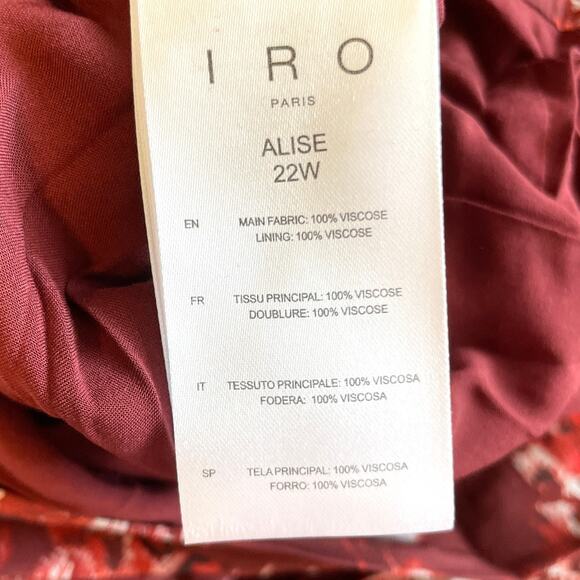 I R O
PARIS
ALISE
22W
EN MAIN FABRIC: 100% VISCOSE
LINING: 100% VISCOSE
FR TISSU PRINCIPAL: 100% VISCOSE
DOUBLURE: 100% VISCOSE
IT TESSUTO PRINCIPALE: 100% VISCOSA
FODERA: 100% VISCOSA
SP TELA PRINCIPAL: 100% VISCOSA
FORRO: 100% VISCOSA